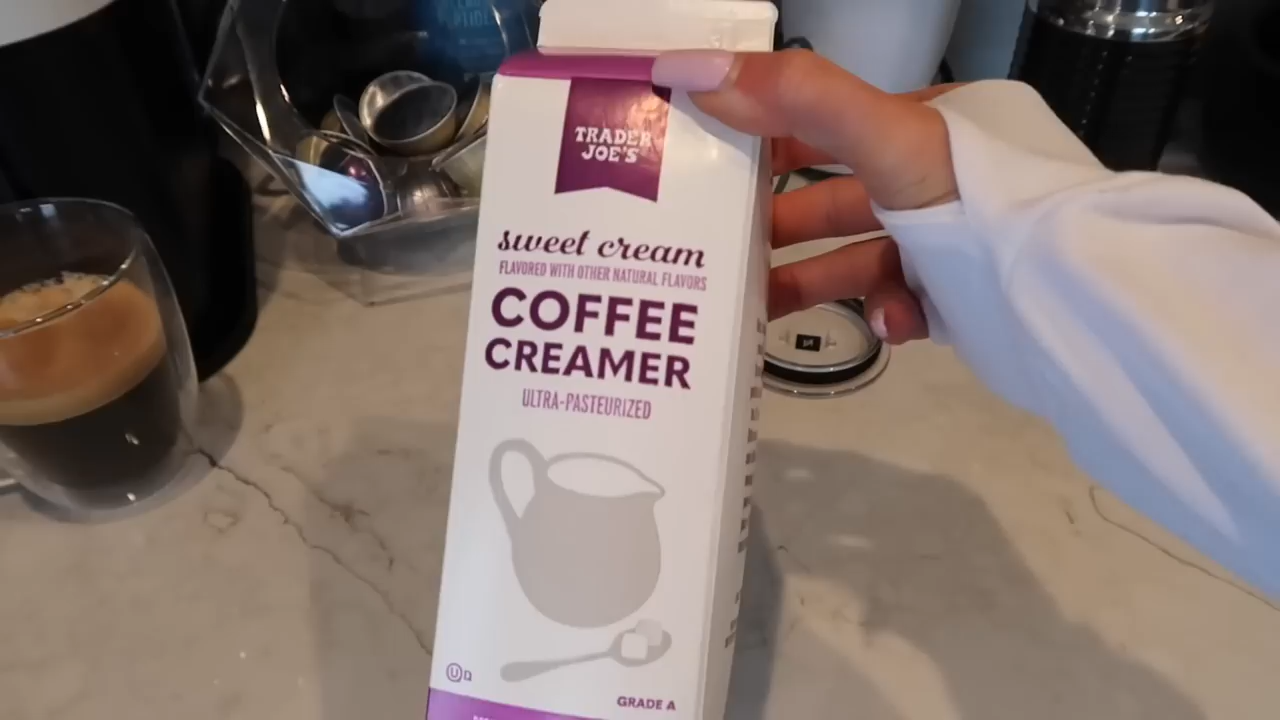 TRADER
JOE'S
sweet cream
FLAVORED WITH OTHER NATURAL FLAVORS
COFFEE
CREAMER
ULTRA-PASTEURIZED
U D
GRADE A